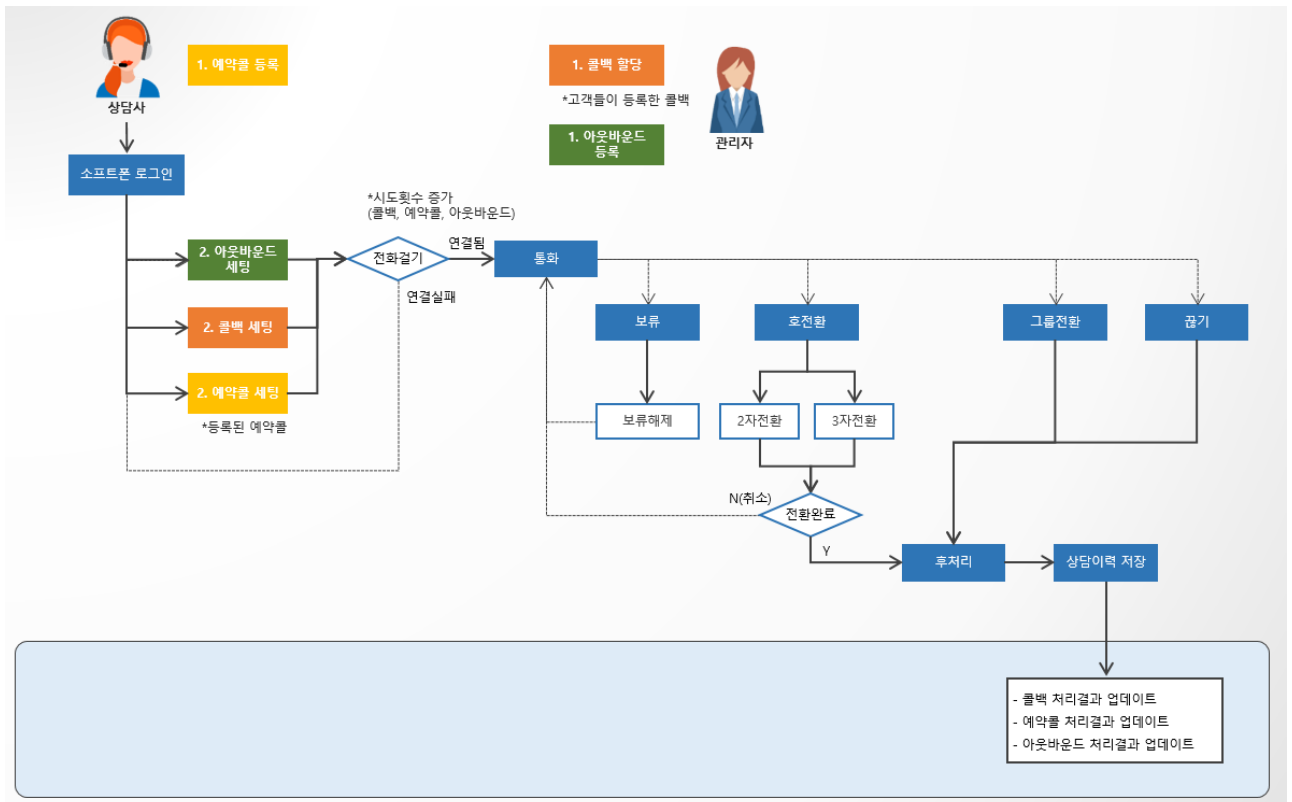 1. 예약콜 등록
상담사
1. 콜백 할당
*고객들이 등록한 콜백
1. 아웃바운드
등록
관리자
소프트폰 로그인
*시도횟수 증가
(콜백, 예약콜, 아웃바운드)
2. 아웃바운드
세팅
전화걸기
연결됨
통화
연결실패
2. 콜백 세팅
보류
호전환
그룹전환
끊기
2. 예약콜 세팅
*등록된 예약콜
보류해제
2자전환
3자전환
N(취소)
전환완료
Y
후처리
상담이력 저장
- 콜백 처리결과 업데이트
- 예약콜 처리결과 업데이트
- 아웃바운드 처리결과 업데이트